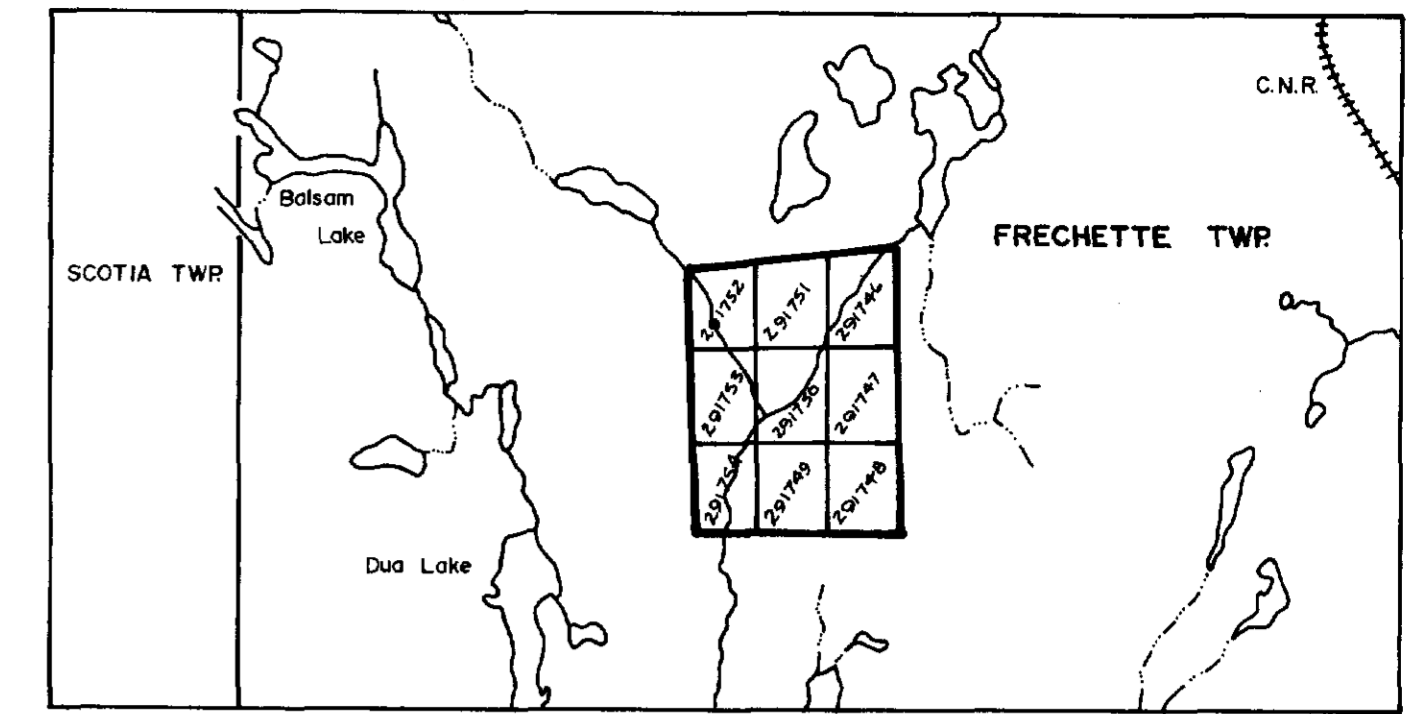 C.N.R.
Balsam
Lake
FRECHETTE TWP.
SCOTIA TWP.
291752
291751
291746
291753
291750
291747
291754
291749
291748
Dua Lake